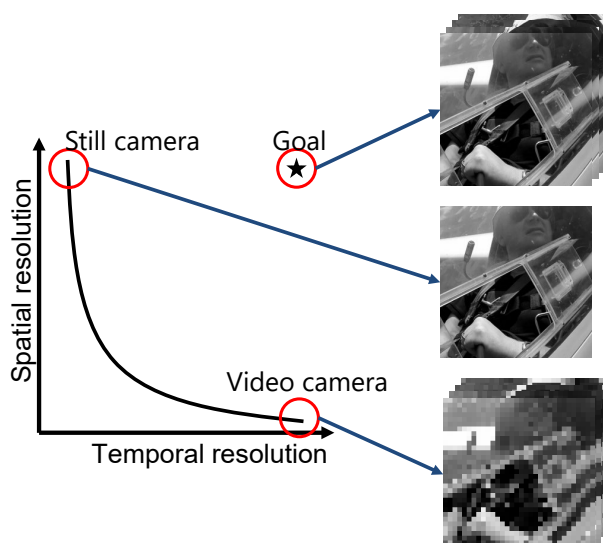 Still camera
Goal
Spatial resolution
Video camera
Temporal resolution